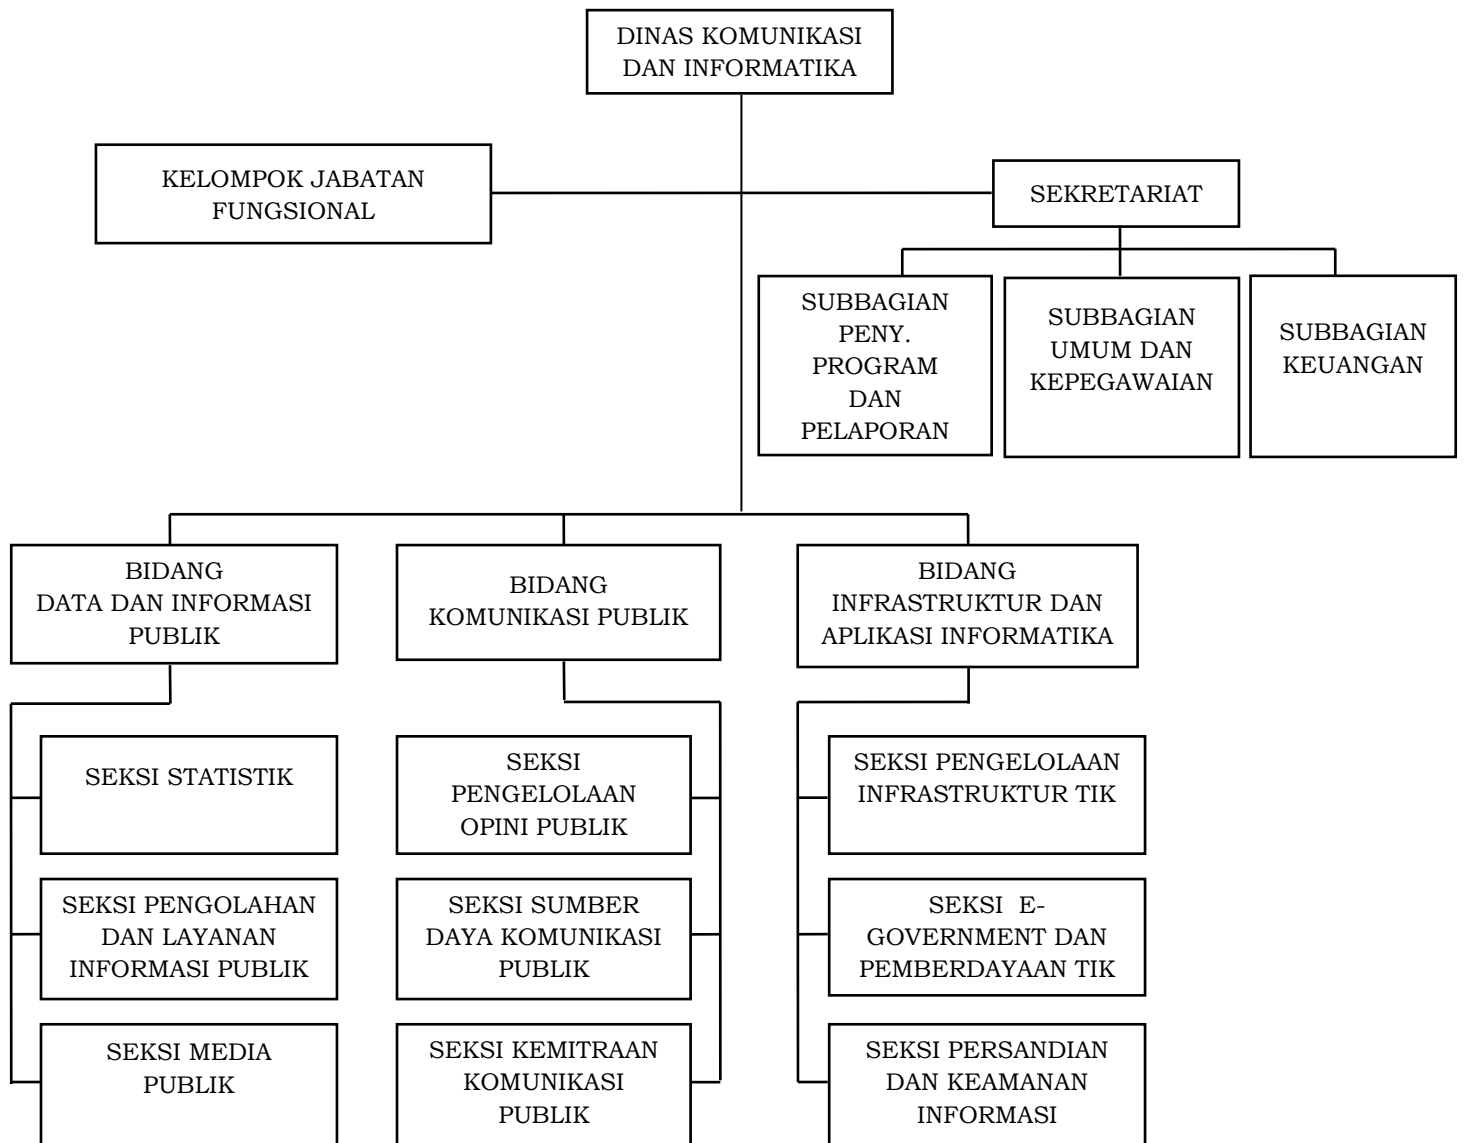 DINAS KOMUNIKASI
DAN INFORMATIKA
KELOMPOK JABATAN
FUNGSIONAL
SEKRETARIAT
SUBBAGIAN
PENY.
PROGRAM
DAN
PELAPORAN
SUBBAGIAN
UMUM DAN
KEPEGAWAIAN
SUBBAGIAN
KEUANGAN
BIDANG
DATA DAN INFORMASI
PUBLIK
BIDANG
KOMUNIKASI PUBLIK
BIDANG
INFRASTRUKTUR DAN
APLIKASI INFORMATIKA
SEKSI STATISTIK
SEKSI PENGOLAHAN
DAN LAYANAN
INFORMASI PUBLIK
SEKSI MEDIA
PUBLIK
SEKSI
PENGELOLAAN
OPINI PUBLIK
SEKSI SUMBER
DAYA KOMUNIKASI
PUBLIK
SEKSI KEMITRAAN
KOMUNIKASI
PUBLIK
SEKSI PENGELOLAAN
INFRASTRUKTUR TIK
SEKSI  E-
GOVERNMENT DAN
PEMBERDAYAAN TIK
SEKSI PERSANDIAN
DAN KEAMANAN
INFORMASI